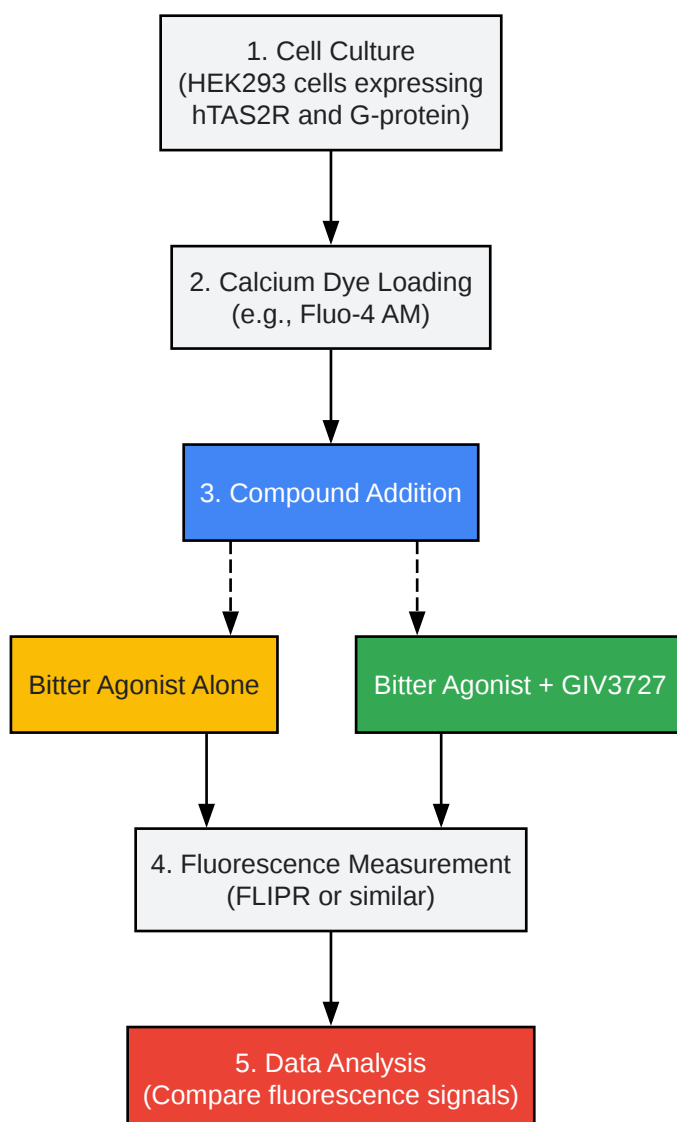 1. Cell Culture
(HEK293 cells expressing
hTAS2R and G-protein)
2. Calcium Dye Loading
(e.g., Fluo-4 AM)
3. Compound Addition
Bitter Agonist Alone
Bitter Agonist + GIV3727
4. Fluorescence Measurement
(FLIPR or similar)
5. Data Analysis
(Compare fluorescence signals)